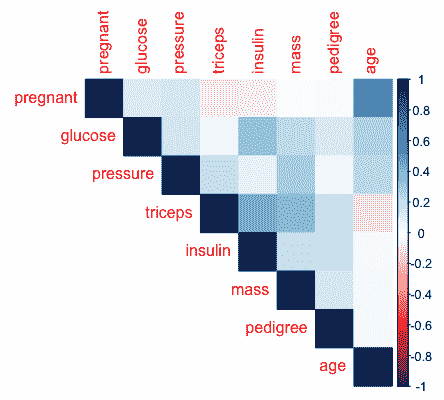 pregnant
glucose
pressure
triceps
insulin
mass
pedigree
age
pregnant
glucose
pressure
triceps
insulin
mass
pedigree
age
1
0.8
0.6
0.4
0.2
0
-0.2
-0.4
-0.6
-0.8
-1